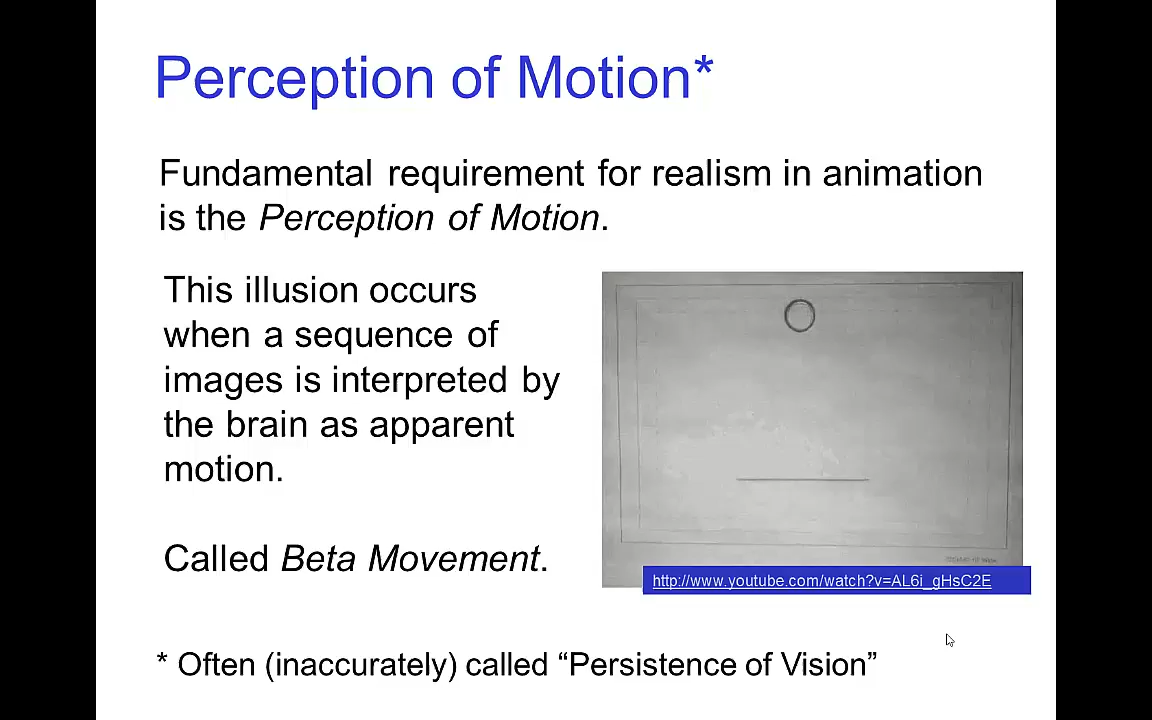 Perception of Motion*
Fundamental requirement for realism in animation
is the Perception of Motion.
This illusion occurs
when a sequence of
images is interpreted by
the brain as apparent
motion.
Called Beta Movement.
http://www.youtube.com/watch?v=AL6i_gHsC2E
* Often (inaccurately) called “Persistence of Vision”